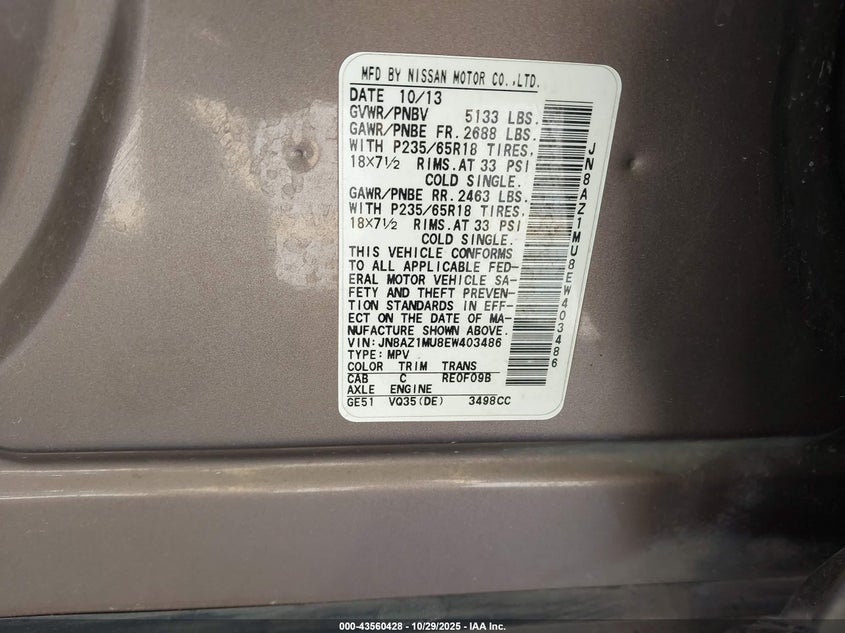 MFD BY NISSAN MOTOR CO.,LTD.
DATE 10/13
GVWR/PNBV 5133 LBS.
GAWR/PNBE FR. 2688 LBS.
WITH P235/65R18 TIRES.
18×7½ RIMS. AT 33 PSI
COLD SINGLE.
GAWR/PNBE RR. 2463 LBS.
WITH P235/65R18 TIRES.
18×7½ RIMS. AT 33 PSI
COLD SINGLE.
THIS VEHICLE CONFORMS
TO ALL APPLICABLE FED-
ERAL MOTOR VEHICLE SA-
FETY AND THEFT PREVEN-
TION STANDARDS IN EFF-
ECT ON THE DATE OF MA-
NUFACTURE SHOWN ABOVE.
VIN: JN8AZ1MU8EW403486
TYPE: MPV
COLOR TRIM TRANS
CAB C RE0F09B
AXLE ENGINE
GE51 VQ35(DE) 3498CC
JN8AZ1MU8EW403486
000-43560428 - 10/29/2025 - IAA Inc.